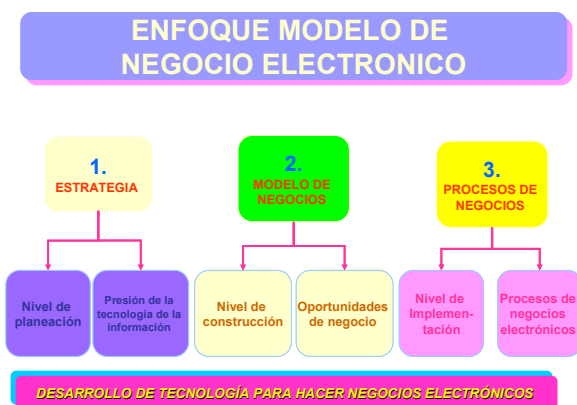 ENFOQUE MODELO DE
NEGOCIO ELECTRONICO
1.
ESTRATEGIA
2.
MODELO DE
NEGOCIOS
3.
PROCESOS DE
NEGOCIOS
Nivel de
planeación
Presión de la
tecnología de la
información
Nivel de
construcción
Oportunidades
de negocio
Nivel de
Implemen-
tación
Procesos de
negocios
electrónicos
DESARROLLO DE TECNOLOGÍA PARA HACER NEGOCIOS ELECTRÓNICOS